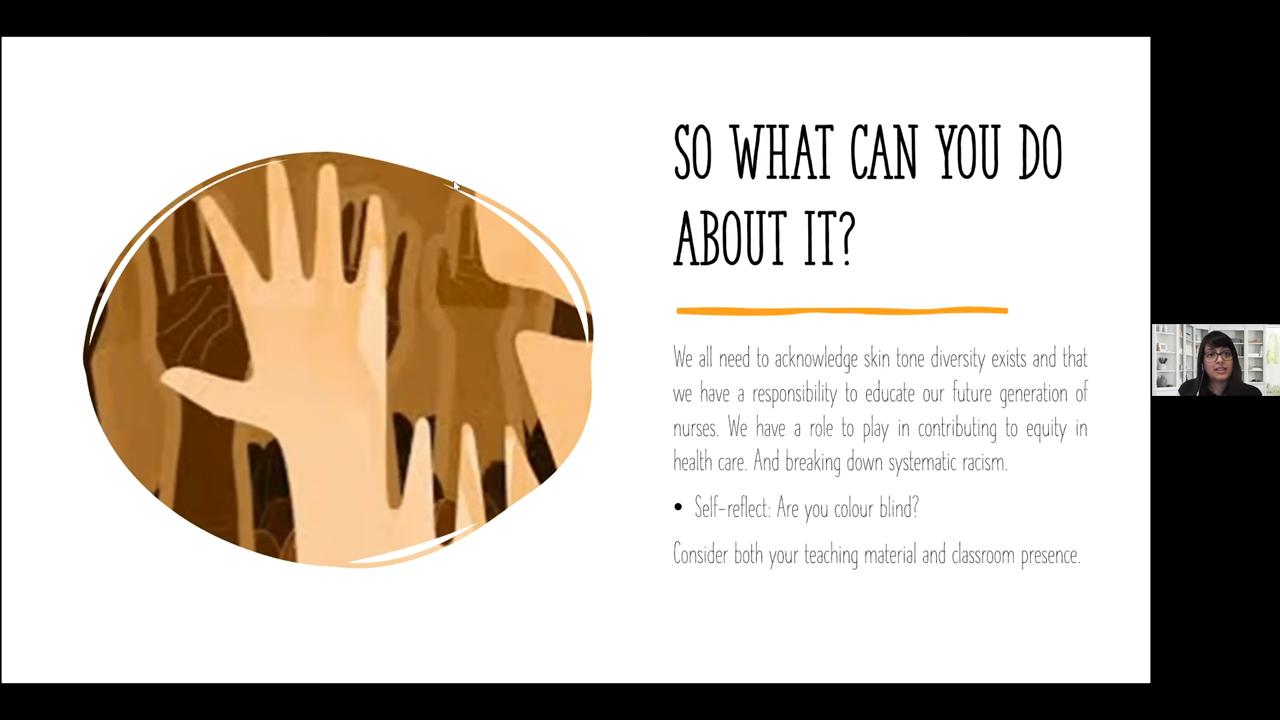 SO WHAT CAN YOU DO
ABOUT IT?
We all need to acknowledge skin tone diversity exists and that
we have a responsibility to educate our future generation of
nurses. We have a role to play in contributing to equity in
health care. And breaking down systematic racism.
• Self-reflect: Are you colour blind?
Consider both your teaching material and classroom presence.